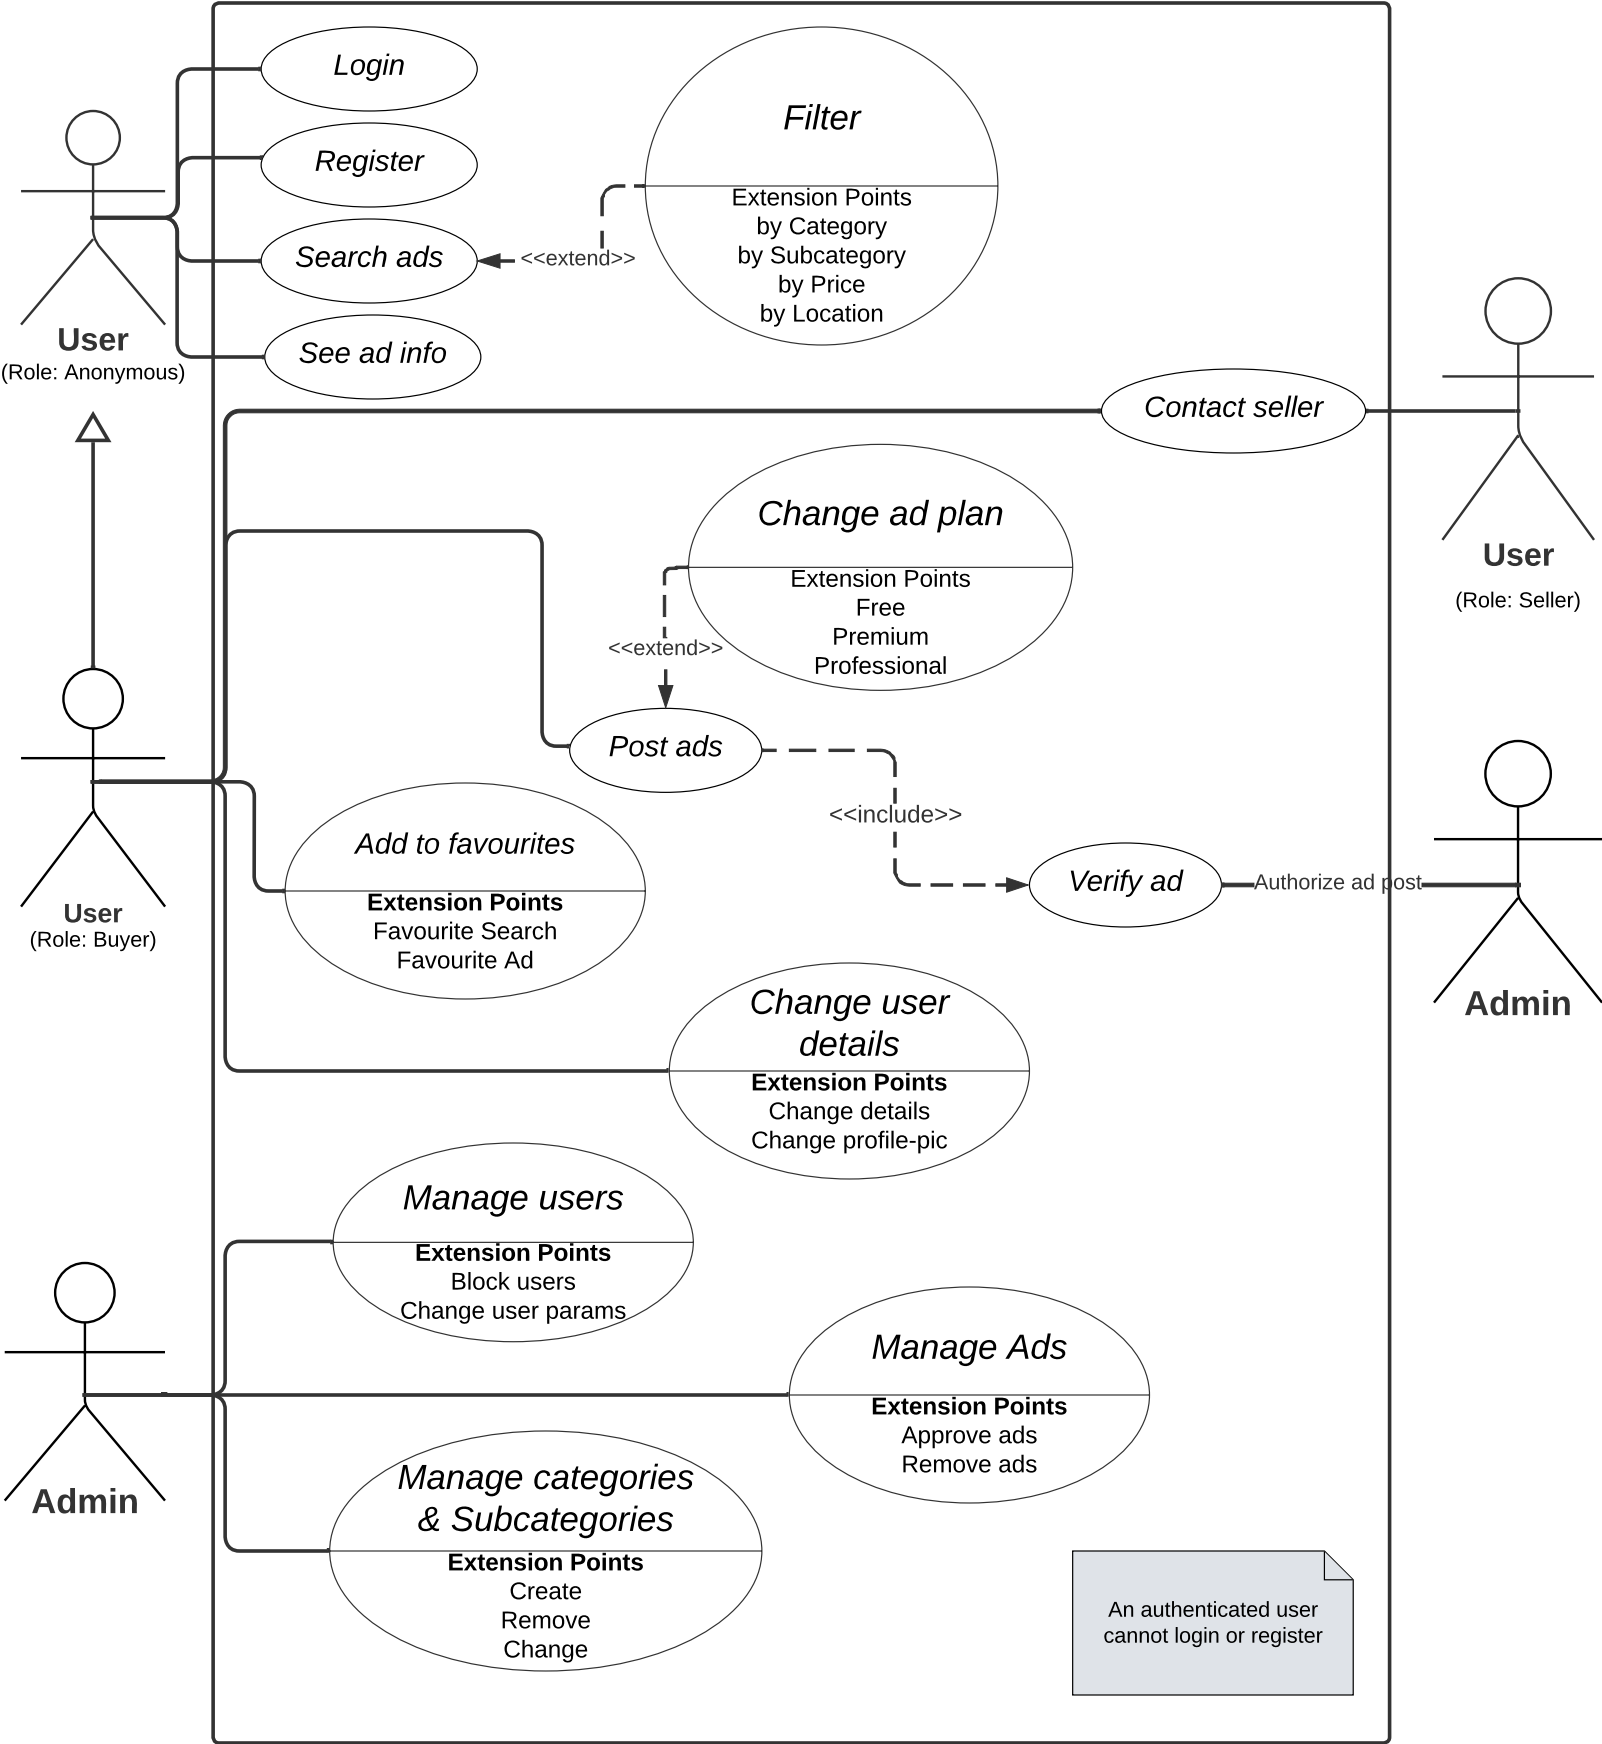 Login
Filter
Register
Extension Points
by Category
by Subcategory
by Price
by Location
Search ads
<<extend>>
User
(Role: Anonymous)
See ad info
Contact seller
User
(Role: Seller)
Change ad plan
Extension Points
Free
Premium
Professional
<<extend>>
Post ads
<<include>>
Add to favourites
Extension Points
Favourite Search
Favourite Ad
User
(Role: Buyer)
Verify ad
Authorize ad post
Admin
Change user
details
Extension Points
Change details
Change profile-pic
Manage users
Extension Points
Block users
Change user params
Manage Ads
Extension Points
Approve ads
Remove ads
Admin
Manage categories
& Subcategories
Extension Points
Create
Remove
Change
An authenticated user
cannot login or register